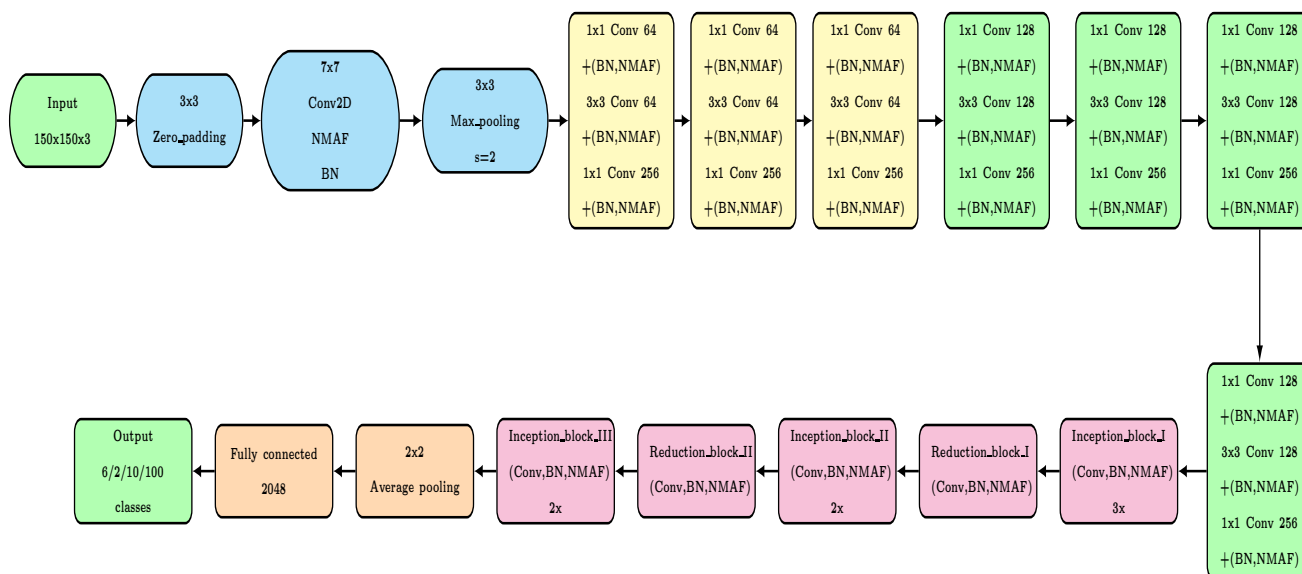 Input
150x150x3
3x3
Zero_padding
7x7
Conv2D
NMAF
BN
3x3
Max_pooling
s=2
1x1 Conv 64
+(BN,NMAF)
3x3 Conv 64
+(BN,NMAF)
1x1 Conv 256
+(BN,NMAF)
1x1 Conv 64
+(BN,NMAF)
3x3 Conv 64
+(BN,NMAF)
1x1 Conv 256
+(BN,NMAF)
1x1 Conv 64
+(BN,NMAF)
3x3 Conv 64
+(BN,NMAF)
1x1 Conv 256
+(BN,NMAF)
1x1 Conv 128
+(BN,NMAF)
3x3 Conv 128
+(BN,NMAF)
1x1 Conv 256
+(BN,NMAF)
1x1 Conv 128
+(BN,NMAF)
3x3 Conv 128
+(BN,NMAF)
1x1 Conv 256
+(BN,NMAF)
1x1 Conv 128
+(BN,NMAF)
3x3 Conv 128
+(BN,NMAF)
1x1 Conv 256
+(BN,NMAF)
1x1 Conv 128
+(BN,NMAF)
3x3 Conv 128
+(BN,NMAF)
1x1 Conv 256
+(BN,NMAF)
Inception_block_I
(Conv,BN,NMAF)
3x
Reduction_block_I
(Conv,BN,NMAF)
Inception_block_II
(Conv,BN,NMAF)
2x
Reduction_block_II
(Conv,BN,NMAF)
Inception_block_III
(Conv,BN,NMAF)
2x
2x2
Average pooling
Fully connected
2048
Output
6/2/10/100
classes